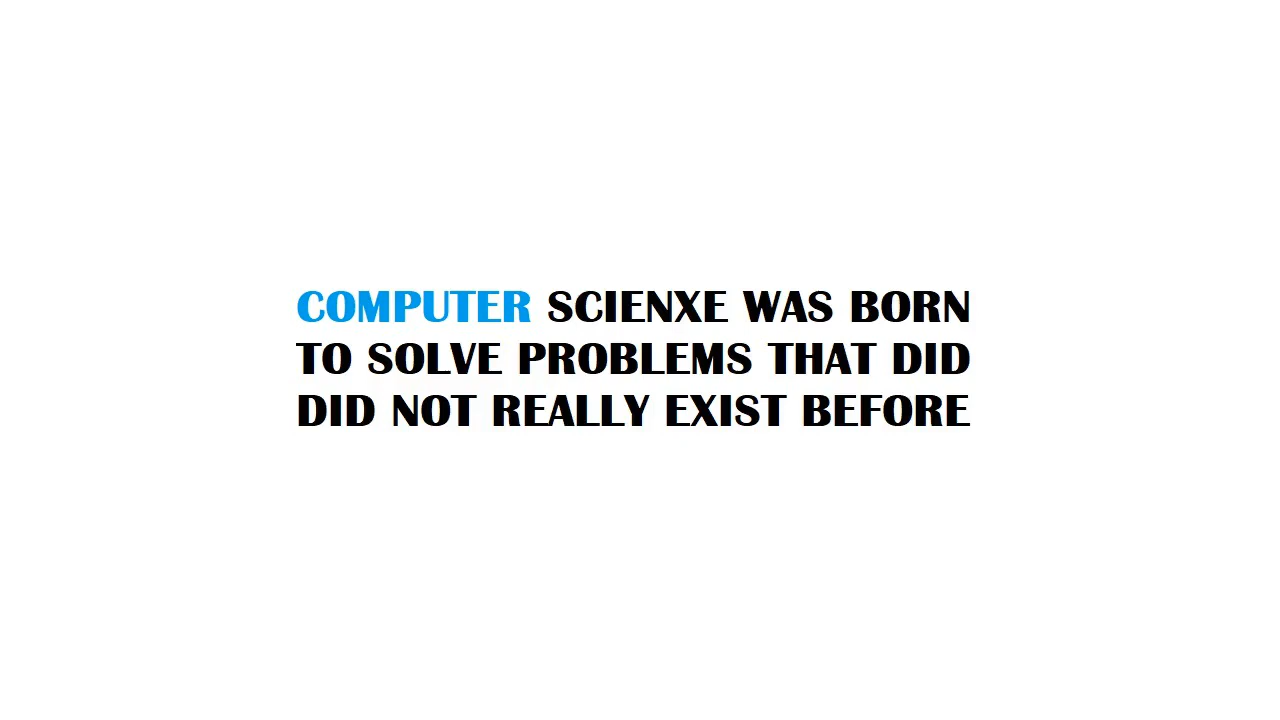 COMPUTER SCIENXE WAS BORN
TO SOLVE PROBLEMS THAT DID
DID NOT REALLY EXIST BEFORE